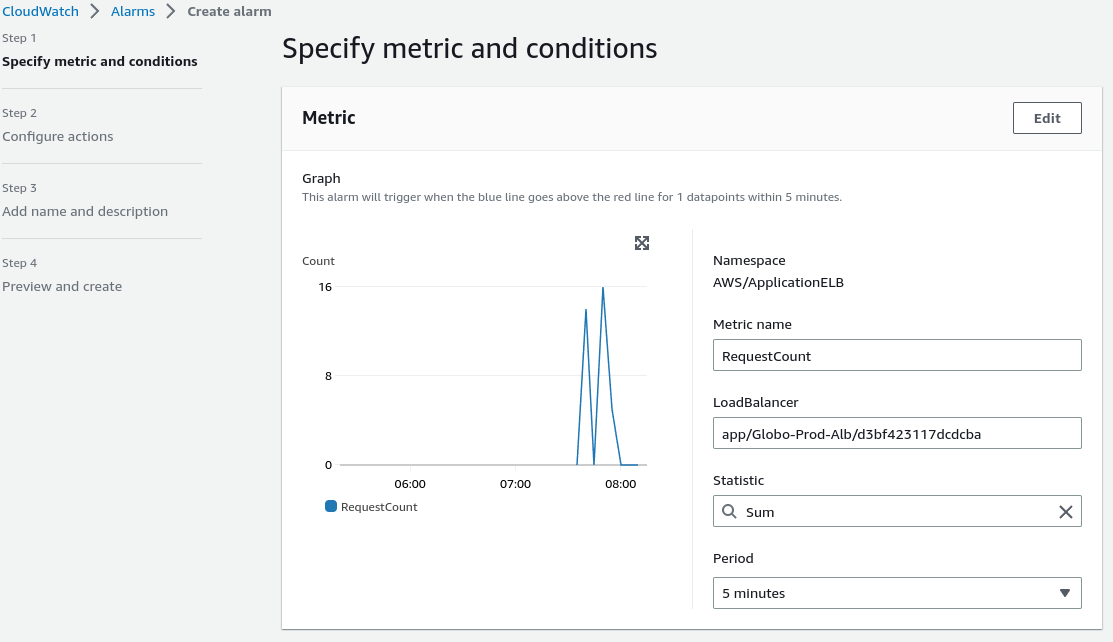 CloudWatch > Alarms > Create alarm
Step 1
Specify metric and conditions
Step 2
Configure actions
Step 3
Add name and description
Step 4
Preview and create
Specify metric and conditions
Metric
Edit
Graph
This alarm will trigger when the blue line goes above the red line for 1 datapoints within 5 minutes.
Count
16
8
0
06:00 07:00 08:00
RequestCount
Namespace
AWS/ApplicationELB
Metric name
RequestCount
LoadBalancer
app/Globo-Prod-Alb/d3bf423117dcdcba
Statistic
Sum
Period
5 minutes